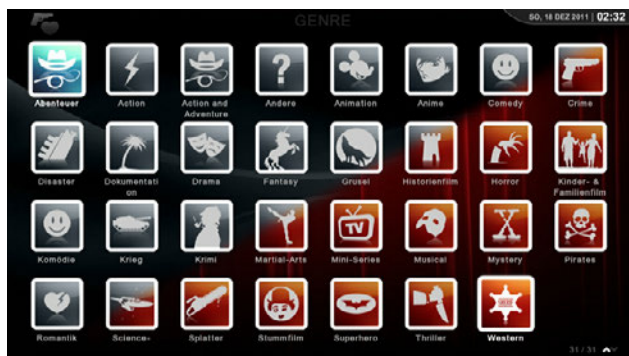 GENRE
SO, 18 DEZ 2011 | 02:32
Abenteuer
Action
Action and
Adventure
Andere
Animation
Anime
Comedy
Crime
Disaster
Dokumentati
on
Drama
Fantasy
Grusel
Historienfilm
Horror
Kinder- &
Familienfilm
TV
Komödie
Krieg
Krimi
Martial-Arts
Mini-Series
Musical
X
Mystery
Pirates
Romantik
Science-
Splatter
Stummfilm
Superhero
Thriller
Western
31 / 31